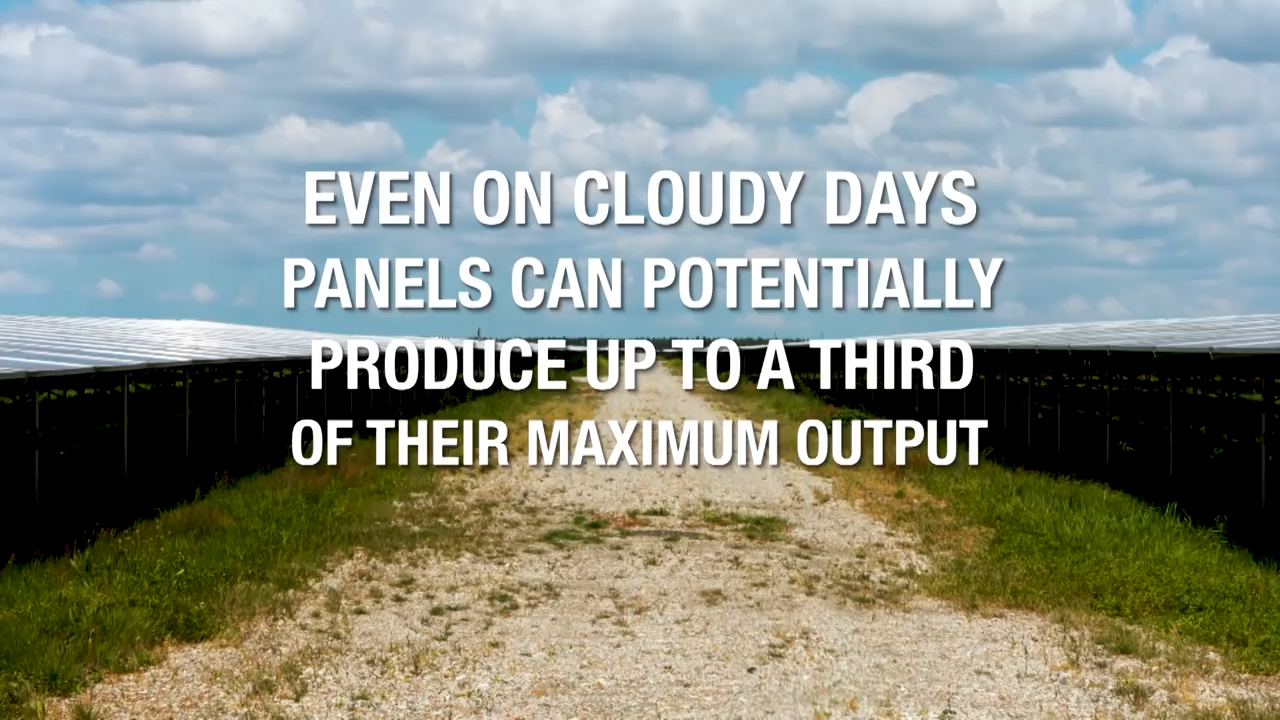 EVEN ON CLOUDY DAYS
PANELS CAN POTENTIALLY
PRODUCE UP TO A THIRD
OF THEIR MAXIMUM OUTPUT